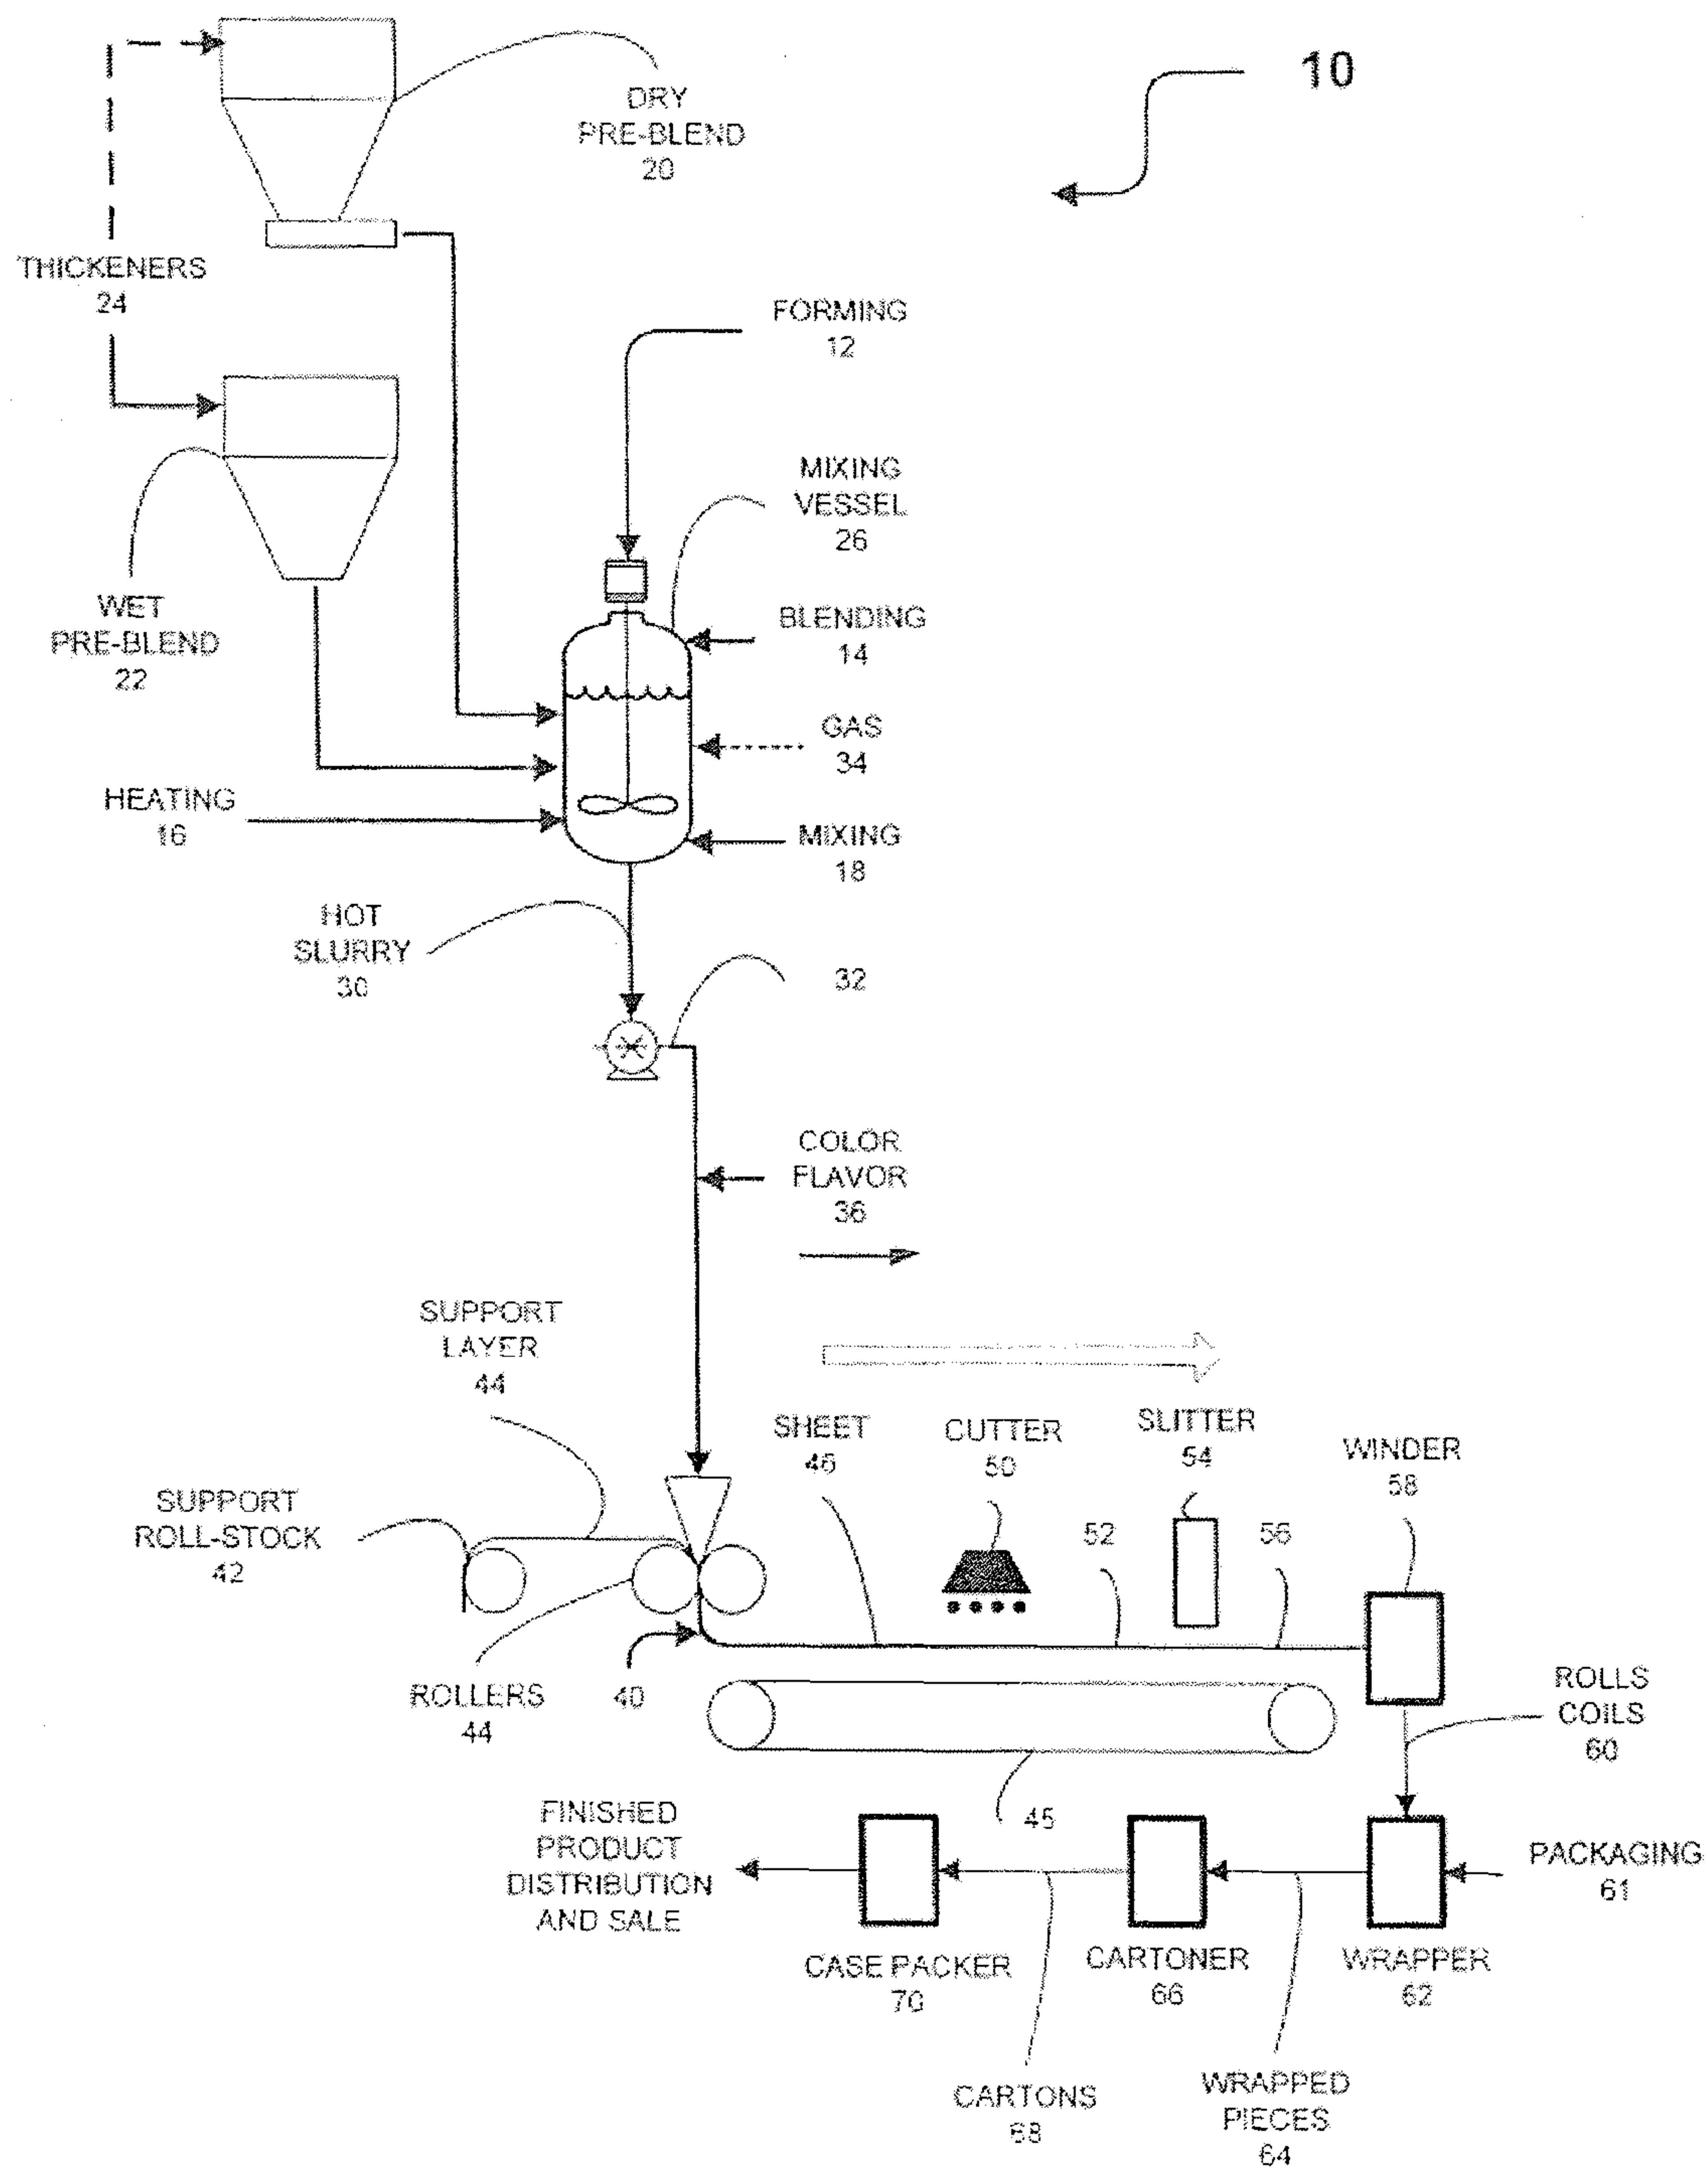 10
DRY
PRE-BLEND
20
THICKENERS
24
FORMING
12
MIXING
VESSEL
26
WET
PRE-BLEND
22
BLENDING
14
GAS
34
HEATING
16
MIXING
18
HOT
SLURRY
30
32
COLOR
FLAVOR
36
SUPPORT
LAYER
44
SHEET
46
CUTTER
50
SLITTER
54
WINDER
58
SUPPORT
ROLL-STOCK
42
52
56
ROLLERS
44
40
ROLLS
COILS
60
45
FINISHED
PRODUCT
DISTRIBUTION
AND SALE
PACKAGING
61
CASE PACKER
70
CARTONER
66
WRAPPER
62
CARTONS
68
WRAPPED
PIECES
64